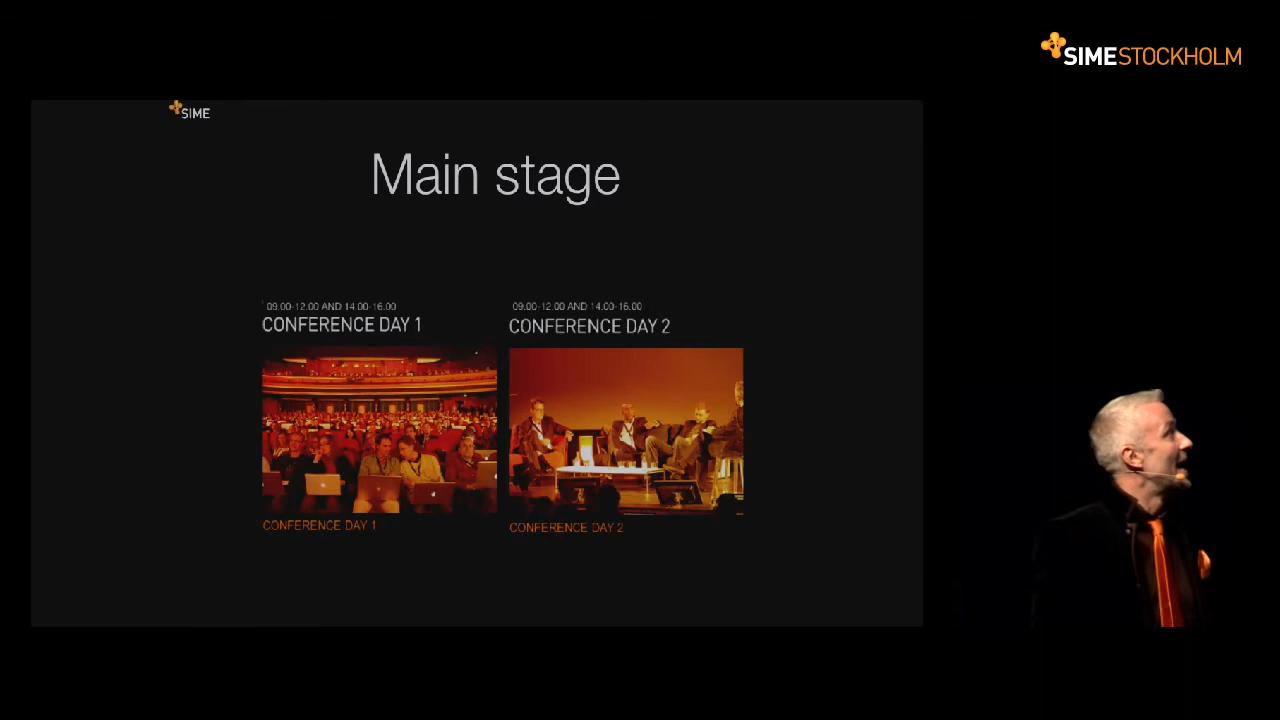 SIMESTOCKHOLM
SIME
Main stage
09.00-12.00 AND 14.00-16.00
CONFERENCE DAY 1
CONFERENCE DAY 1
09.00-12.00 AND 14.00-16.00
CONFERENCE DAY 2
CONFERENCE DAY 2